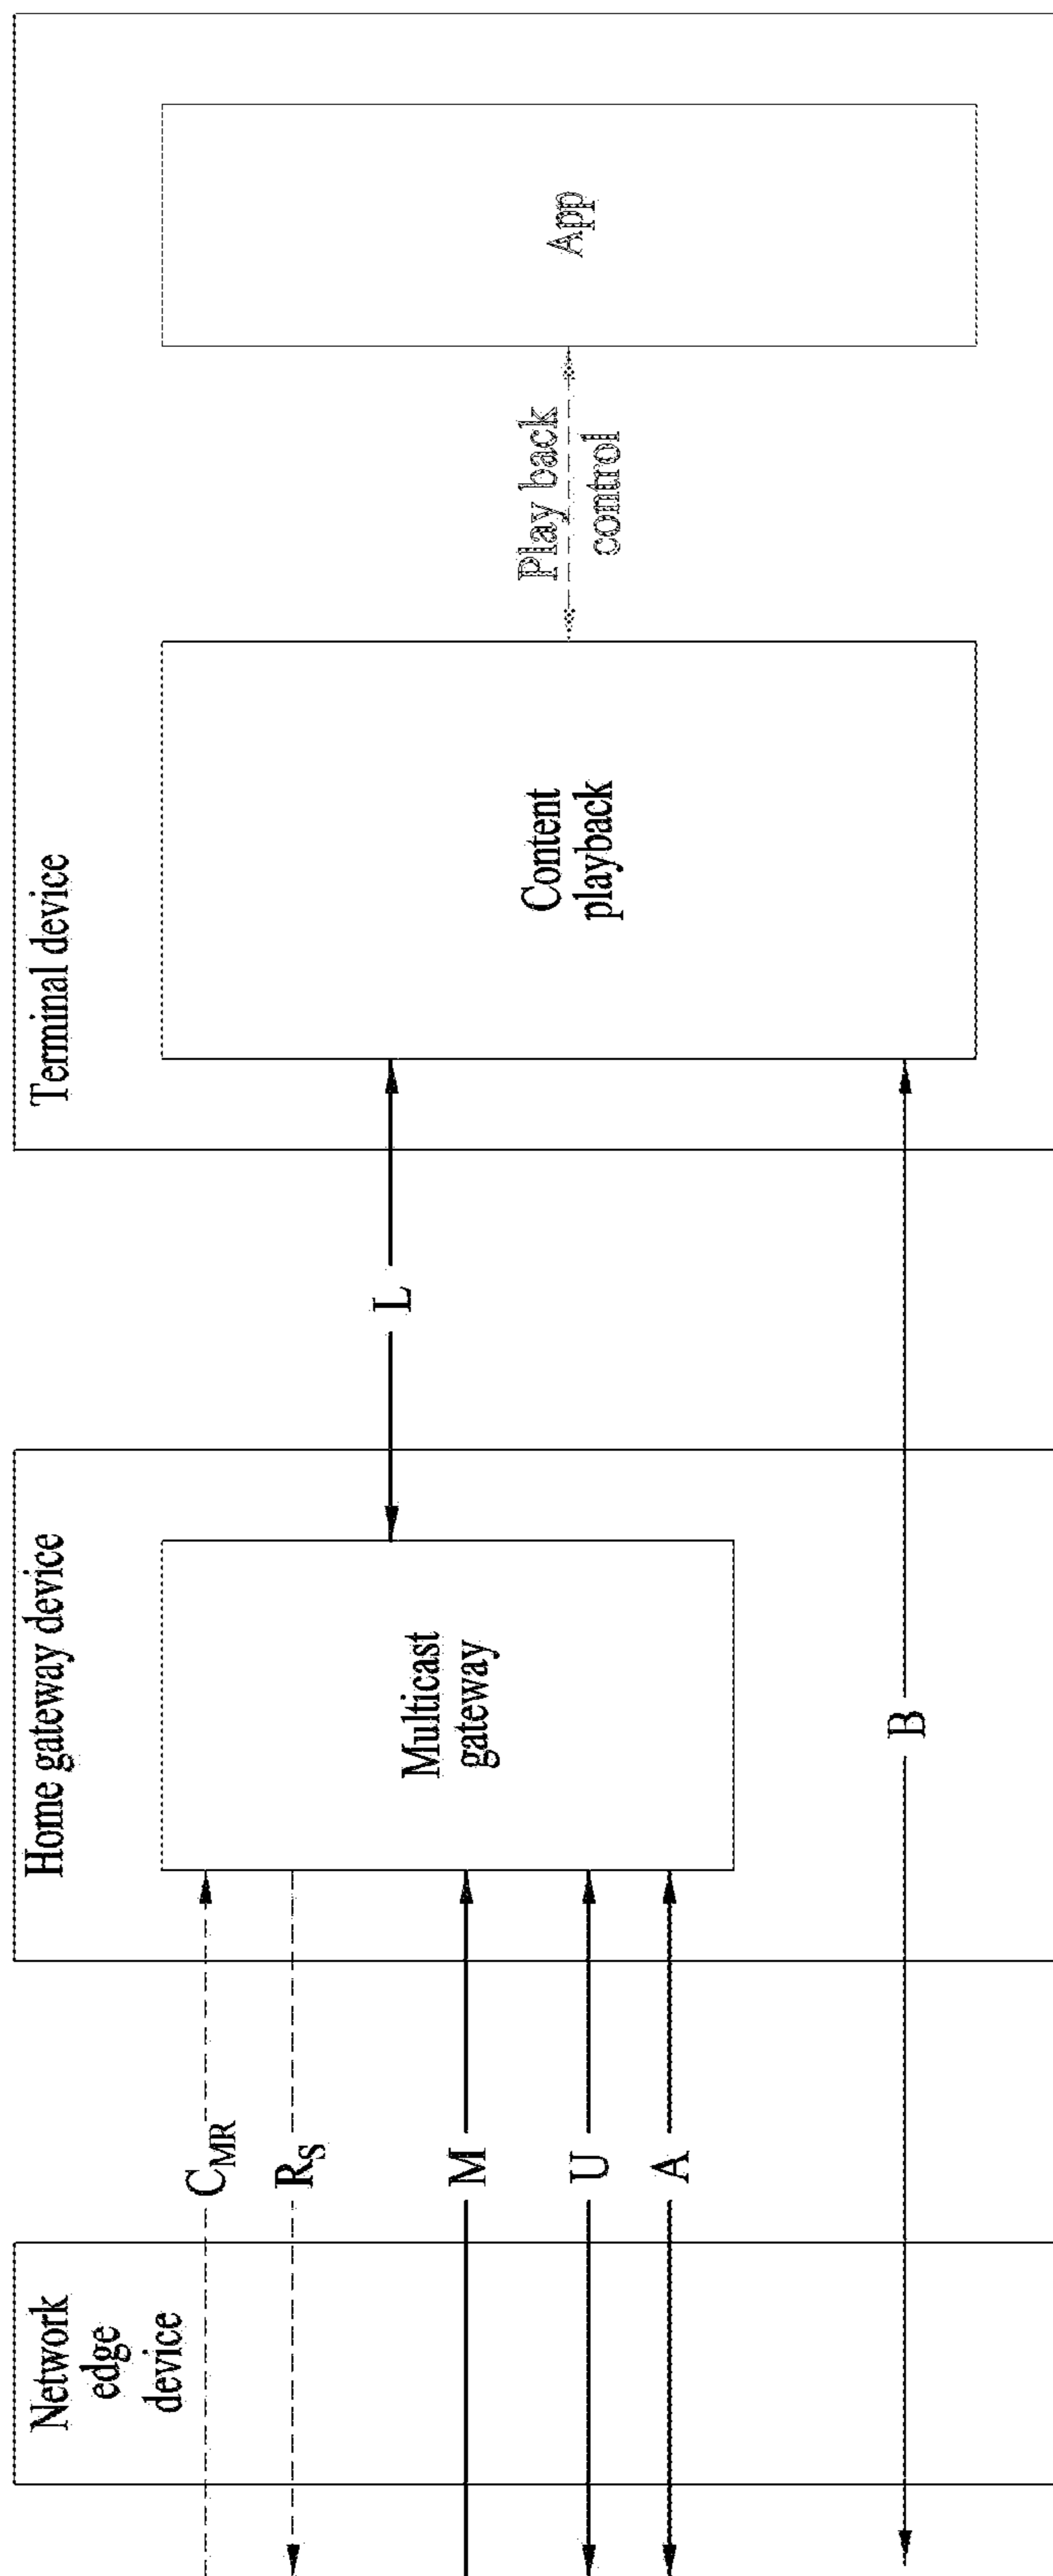 Network
edge
device
C_MR
R_S
M
U
A
B
Home gateway device
Multicast
gateway
L
Terminal device
Content
playback
Play back
control
App